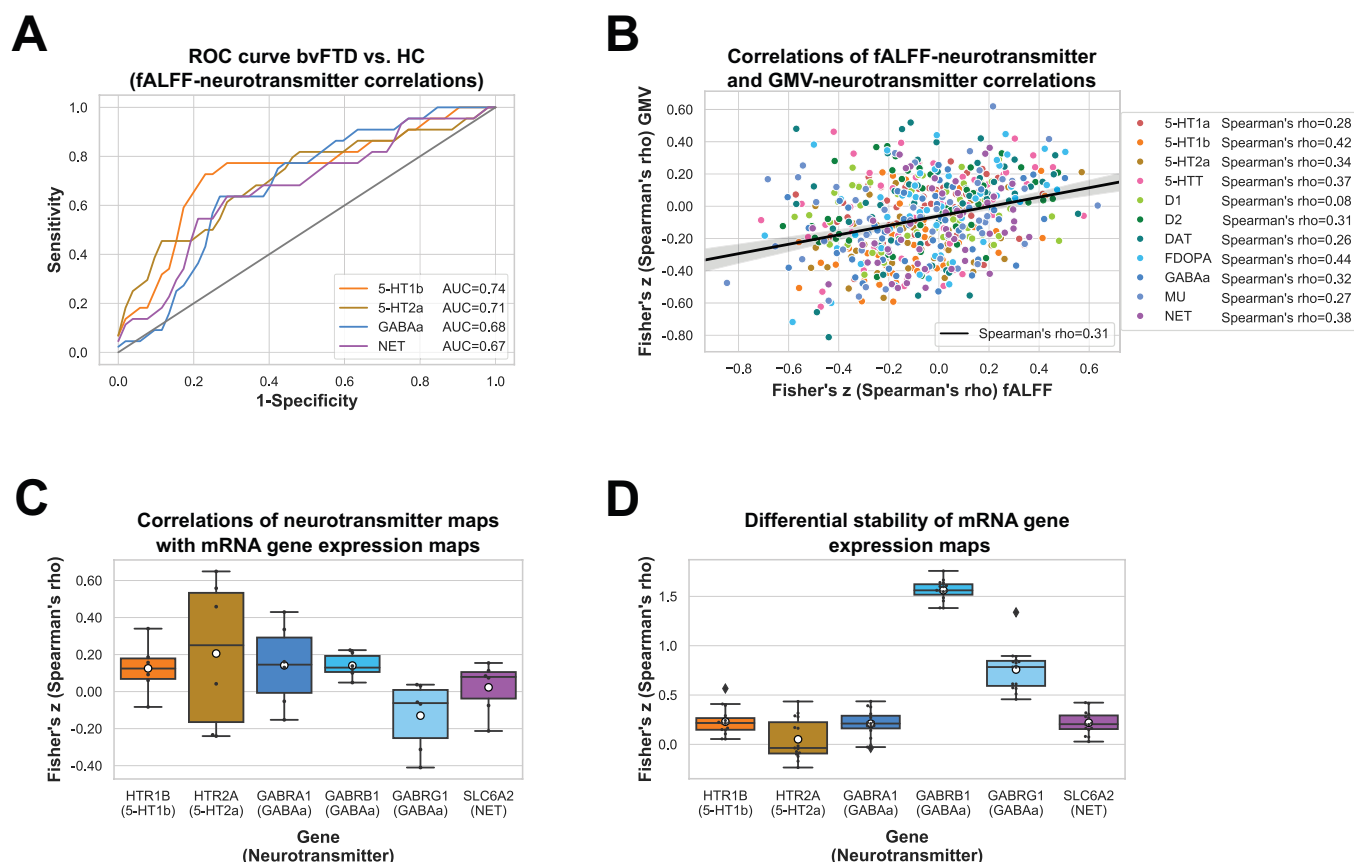 A
ROC curve bvFTD vs. HC
(fALFF-neurotransmitter correlations)
Sensitivity
1.0
0.8
0.6
0.4
0.2
0.0
5-HT1b AUC=0.74
5-HT2a AUC=0.71
GABAa AUC=0.68
NET AUC=0.67
0.0 0.2 0.4 0.6 0.8 1.0
1-Specificity
B
Correlations of fALFF-neurotransmitter
and GMV-neurotransmitter correlations
Fisher's z (Spearman's rho) GMV
0.60
0.40
0.20
0.00
-0.20
-0.40
-0.60
-0.80
Spearman's rho=0.31
−0.8 −0.6 −0.4 −0.2 0.0 0.2 0.4 0.6
Fisher's z (Spearman's rho) fALFF
5-HT1a Spearman's rho=0.28
5-HT1b Spearman's rho=0.42
5-HT2a Spearman's rho=0.34
5-HTT Spearman's rho=0.37
D1 Spearman's rho=0.08
D2 Spearman's rho=0.31
DAT Spearman's rho=0.26
FDOPA Spearman's rho=0.44
GABAa Spearman's rho=0.32
MU Spearman's rho=0.27
NET Spearman's rho=0.38
C
Correlations of neurotransmitter maps
with mRNA gene expression maps
Fisher's z (Spearman's rho)
0.60
0.40
0.20
0.00
-0.20
-0.40
HTR1B HTR2A GABRA1 GABRB1 GABRG1 SLC6A2
(5-HT1b) (5-HT2a) (GABAa) (GABAa) (GABAa) (NET)
Gene
(Neurotransmitter)
D
Differential stability of mRNA gene
expression maps
Fisher's z (Spearman's rho)
1.5
1.0
0.5
0.0
HTR1B HTR2A GABRA1 GABRB1 GABRG1 SLC6A2
(5-HT1b) (5-HT2a) (GABAa) (GABAa) (GABAa) (NET)
Gene
(Neurotransmitter)